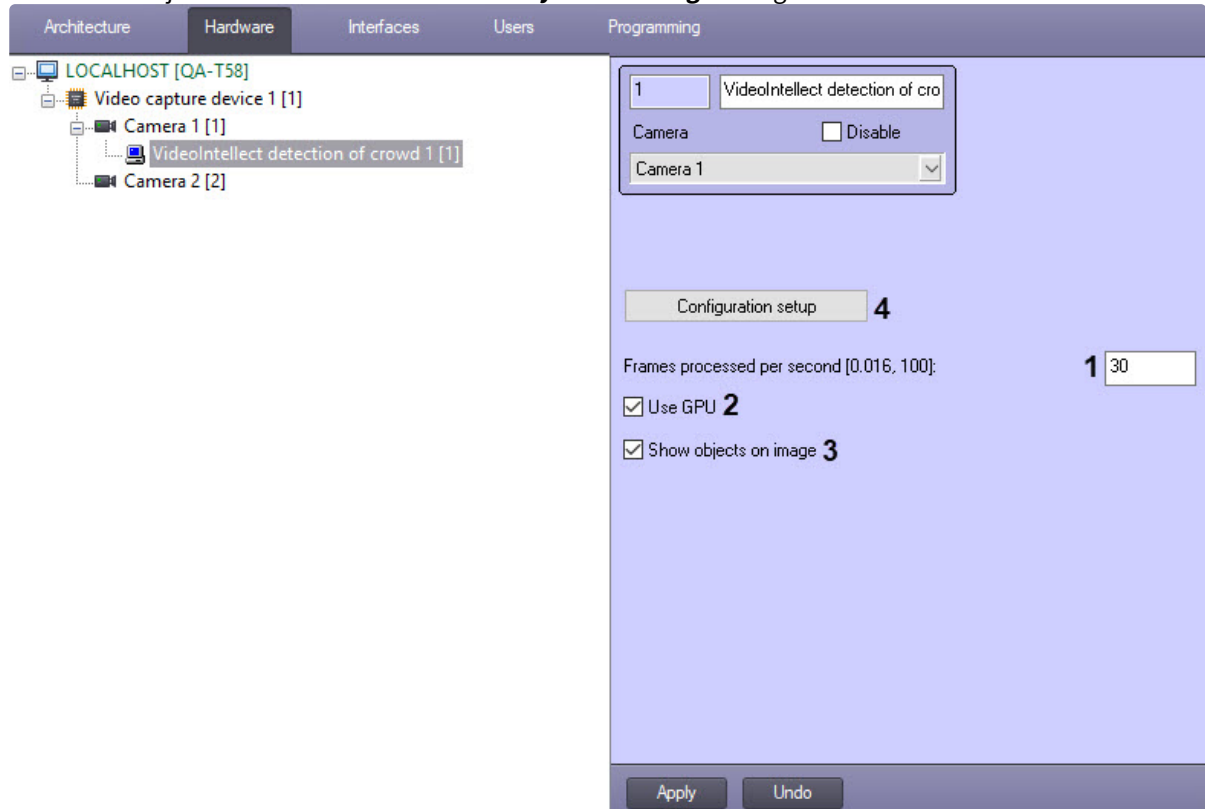 Architecture Hardware Interfaces Users Programming
LOCALHOST [QA-T58]
Video capture device 1 [1]
Camera 1 [1]
VideoIntellect detection of crowd 1 [1]
Camera 2 [2]
1 VideoIntellect detection of cro
Camera Disable
Camera 1
Configuration setup 4
Frames processed per second [0.016, 100]: 1 30
Use GPU 2
Show objects on image 3
Apply Undo